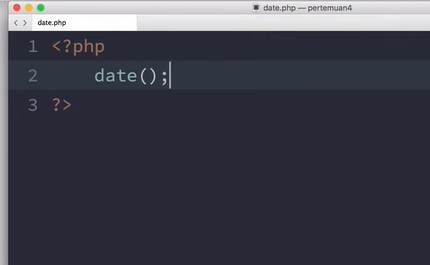 date.php — pertemuan4
date.php
1 <?php
2 date();
3 ?>